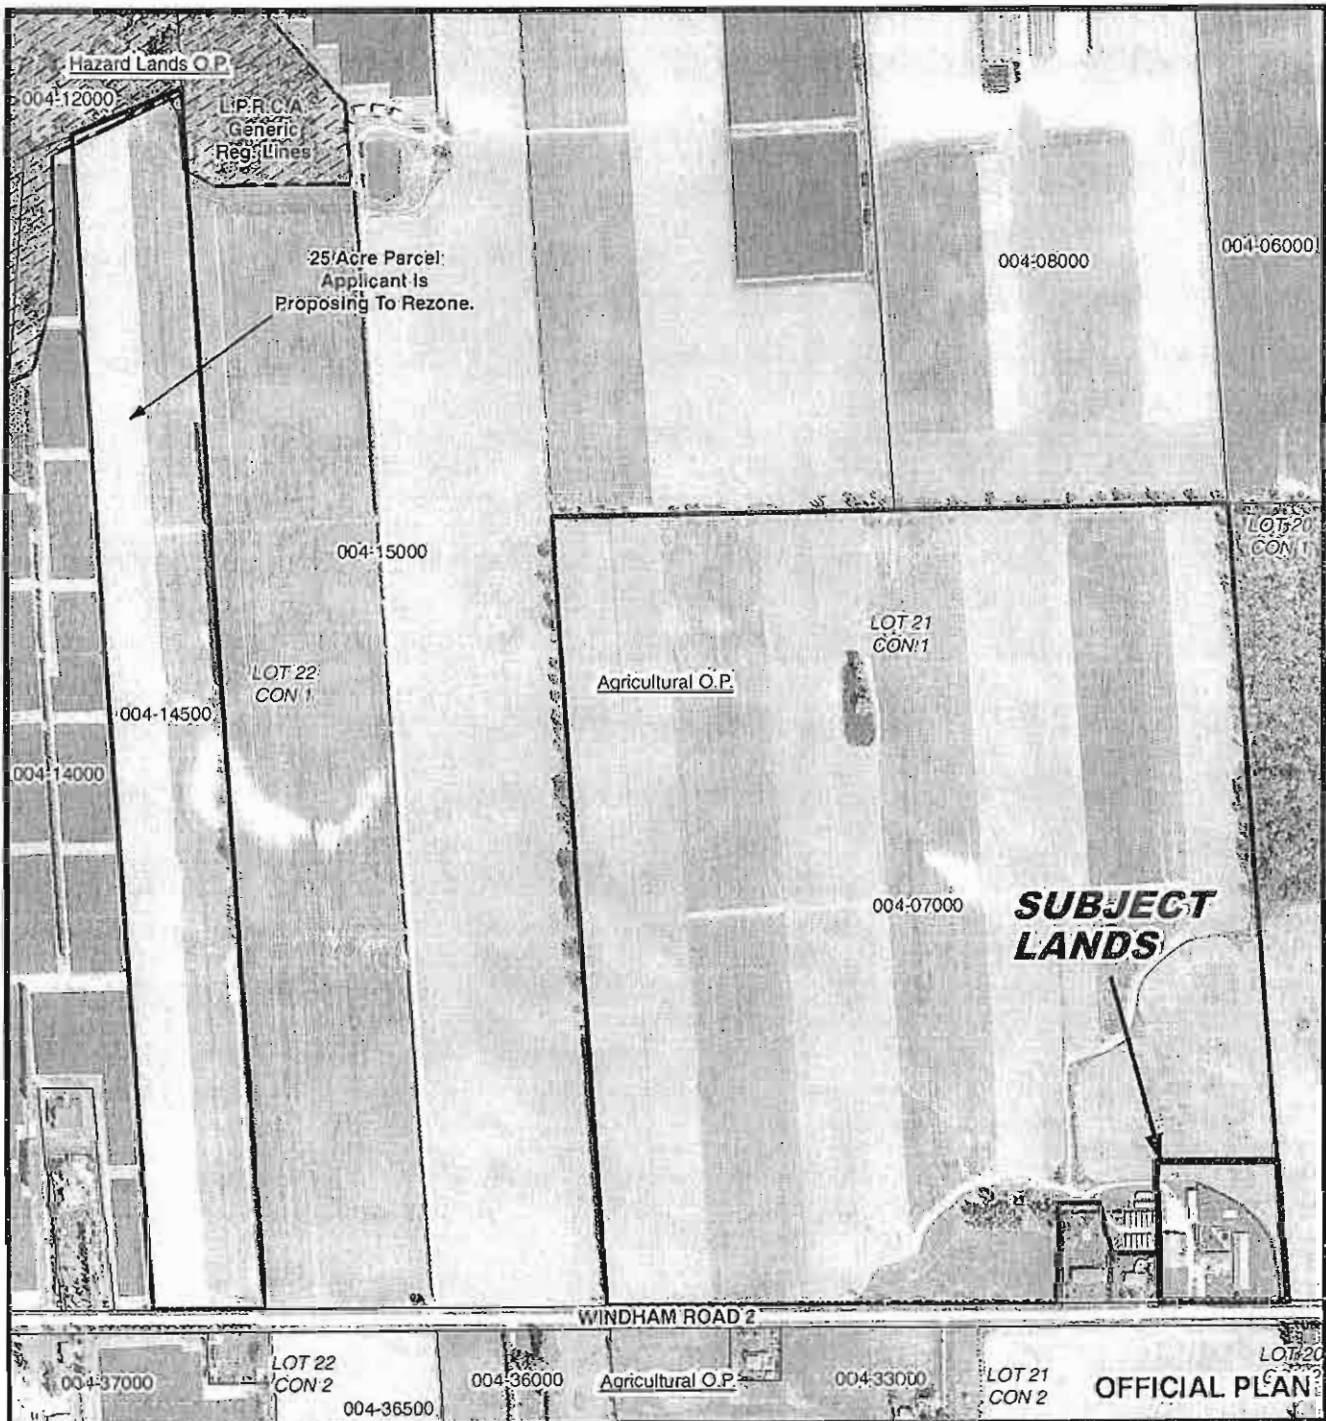 Hazard Lands O.P.
004-12000
L.P.R.C.A.
Generic
Reg. Lines
25 Acre Parcel
Applicant Is
Proposing To Rezone.
004-08000
004-06000
LOT 20
CON 1
004-15000
LOT 21
CON 1
LOT 22
CON 1
Agricultural O.P.
004-14500
004-14000
004-07000
SUBJECT
LANDS
WINDHAM ROAD 2
004-37000
LOT 22
CON 2
004-36500
004-36000
Agricultural O.P.
004-33000
LOT 21
CON 2
LOT 20
OFFICIAL PLAN